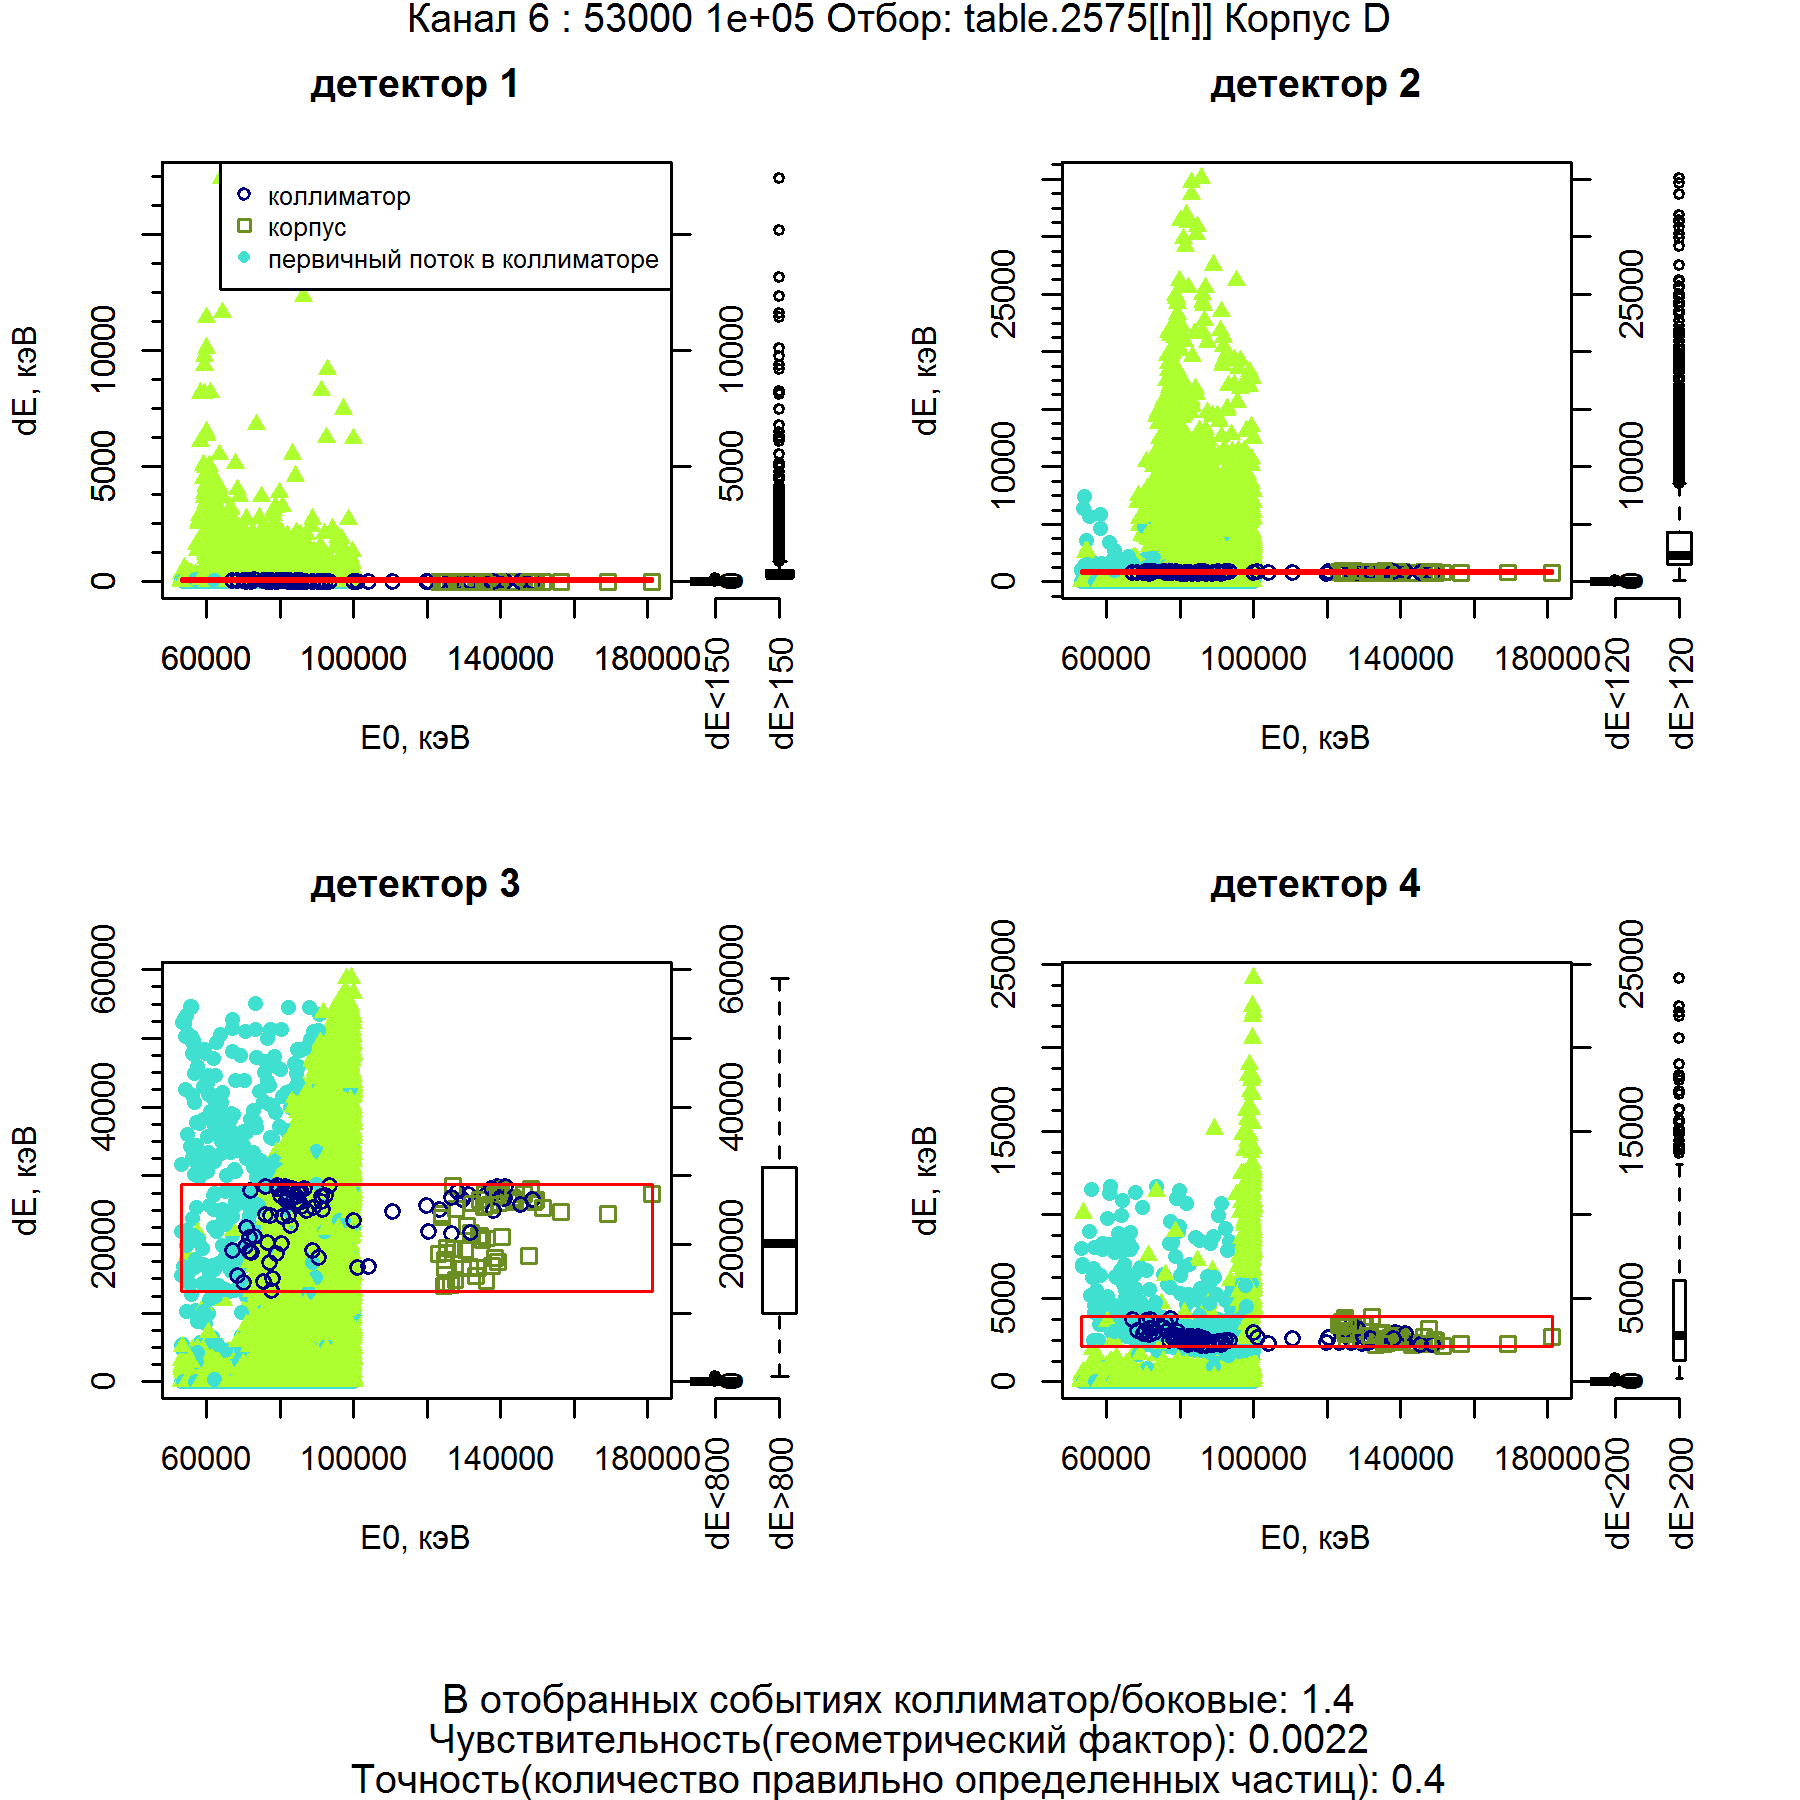 Канал 6 : 53000 1e+05 Отбор: table.2575[[n]] Корпус D
детектор 1
dE, кэВ
0 5000 10000
коллиматор
корпус
первичный поток в коллиматоре
60000 100000 140000 180000
E0, кэВ
0 5000 10000
dE<150
dE>150
детектор 2
dE, кэВ
0 10000 25000
60000 100000 140000 180000
E0, кэВ
0 10000 25000
dE<120
dE>120
детектор 3
dE, кэВ
0 20000 40000 60000
60000 100000 140000 180000
E0, кэВ
0 20000 40000 60000
dE<800
dE>800
детектор 4
dE, кэВ
0 5000 15000 25000
60000 100000 140000 180000
E0, кэВ
0 5000 15000 25000
dE<200
dE>200
В отобранных событиях коллиматор/боковые: 1.4
Чувствительность(геометрический фактор): 0.0022
Точность(количество правильно определенных частиц): 0.4